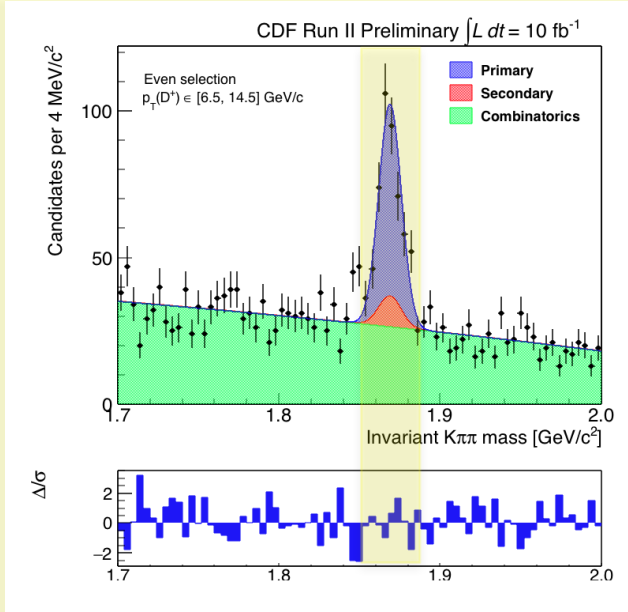 CDF Run II Preliminary ∫L dt = 10 fb⁻¹
Candidates per 4 MeV/c²
Even selection
p_T(D⁺) ∈ [6.5, 14.5] GeV/c
Primary
Secondary
Combinatorics
100
50
0
1.7 1.8 1.9 2.0
Invariant Kππ mass [GeV/c²]
Δ/σ
2
0
−2
1.7 1.8 1.9 2.0